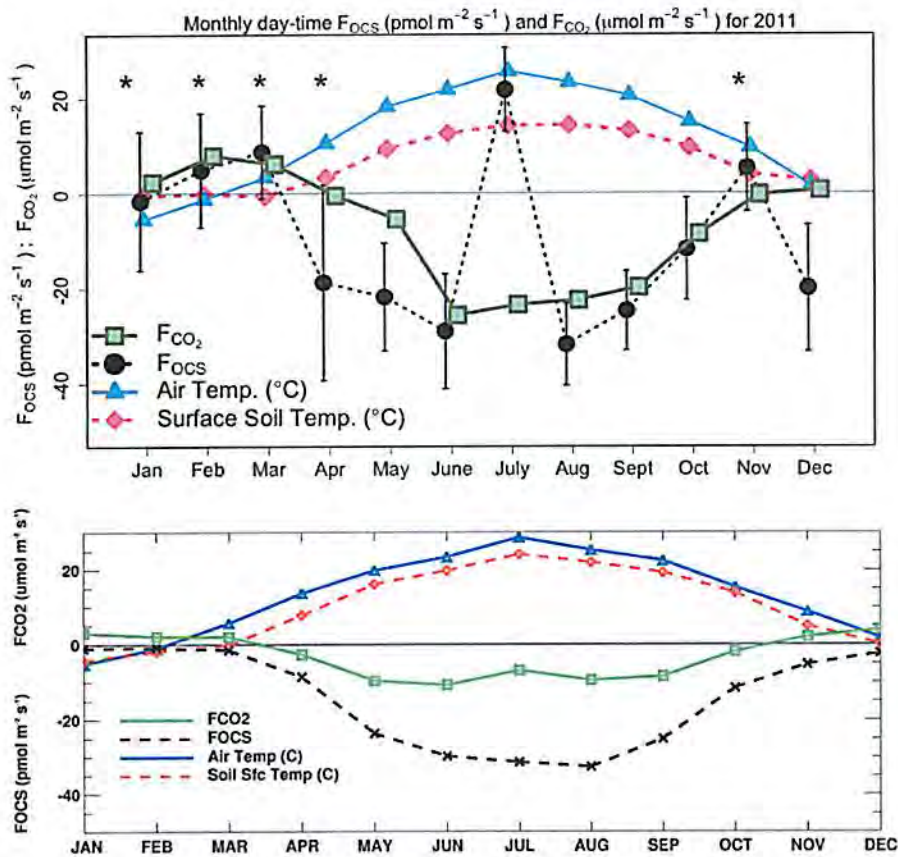 Monthly day-time FOCS (pmol m⁻² s⁻¹) and FCO₂ (μmol m⁻² s⁻¹) for 2011
FOCS (pmol m⁻² s⁻¹) ; FCO₂ (μmol m⁻² s⁻¹)
* * * * *
20
0
-20
-40
FCO₂
FOCS
Air Temp. (°C)
Surface Soil Temp. (°C)
Jan Feb Mar Apr May June July Aug Sept Oct Nov Dec
FCO2 (umol m⁻² s¹)
FOCS (pmol m⁻² s¹)
20
0
-20
-40
FCO2
FOCS
Air Temp (C)
Soil Sfc Temp (C)
JAN FEB MAR APR MAY JUN JUL AUG SEP OCT NOV DEC